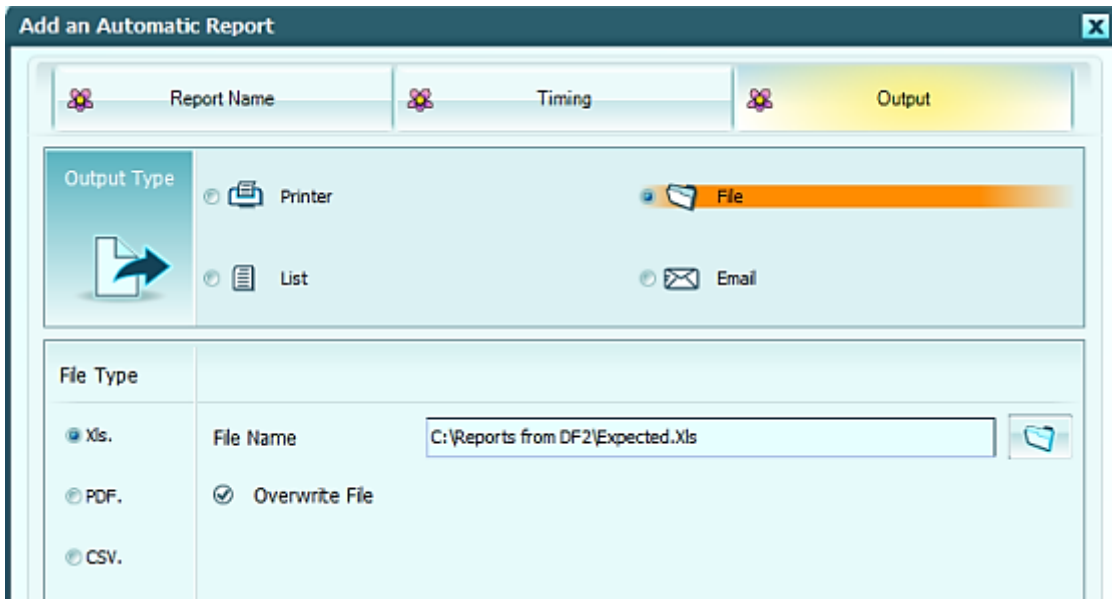 Add an Automatic Report
Report Name
Timing
Output
Output Type
Printer
File
List
Email
File Type
Xls.
File Name
C:\Reports from DF2\Expected.Xls
PDF.
Overwrite File
CSV.